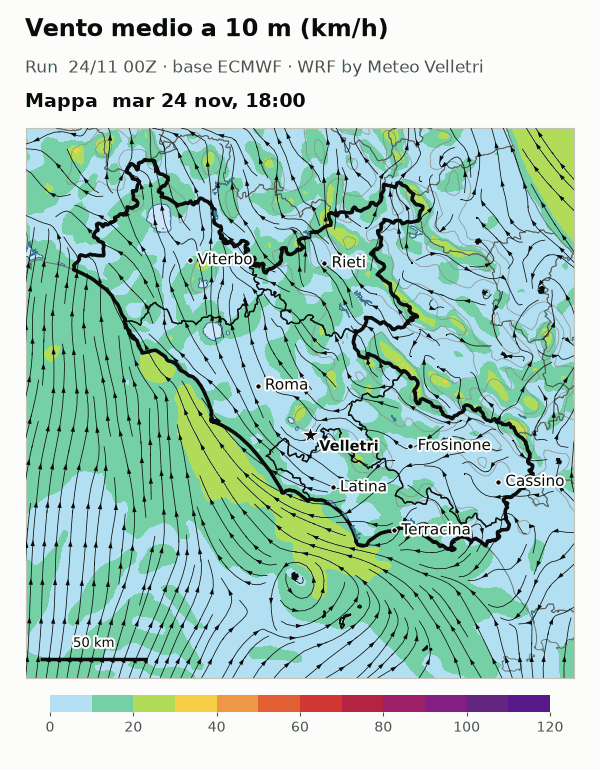 Vento medio a 10 m (km/h)
Run  24/11 00Z · base ECMWF · WRF by Meteo Velletri
Mappa  mar 24 nov, 18:00
Viterbo
Rieti
Roma
Velletri
Frosinone
Cassino
Latina
Terracina
50 km
0 20 40 60 80 100 120